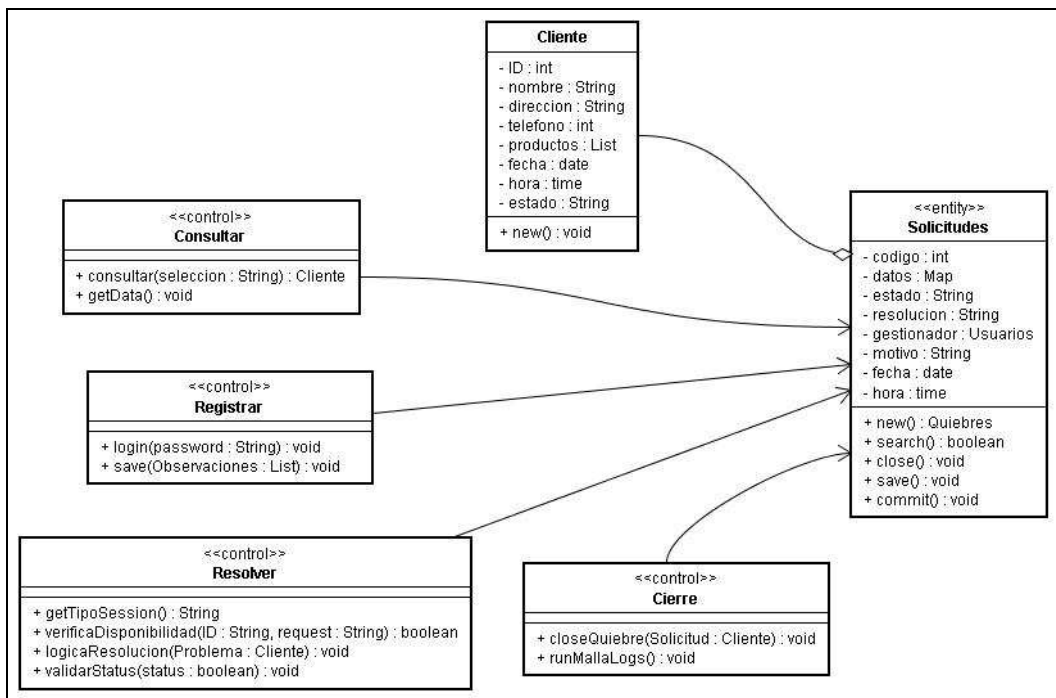 Cliente
- ID : int
- nombre : String
- direccion : String
- telefono : int
- productos : List
- fecha : date
- hora : time
- estado : String
+ new() : void
<<control>>
Consultar
+ consultar(seleccion : String) : Cliente
+ getData() : void
<<entity>>
Solicitudes
- codigo : int
- datos : Map
- estado : String
- resolucion : String
- gestionador : Usuarios
- motivo : String
- fecha : date
- hora : time
+ new() : Quiebres
+ search() : boolean
+ close() : void
+ save() : void
+ commit() : void
<<control>>
Registrar
+ login(password : String) : void
+ save(Observaciones : List) : void
<<control>>
Resolver
+ getTipoSession() : String
+ verificaDisponibilidad(ID : String, request : String) : boolean
+ logicaResolucion(Problema : Cliente) : void
+ validarStatus(status : boolean) : void
<<control>>
Cierre
+ closeQuiebre(Solicitud : Cliente) : void
+ runMallaLogs() : void